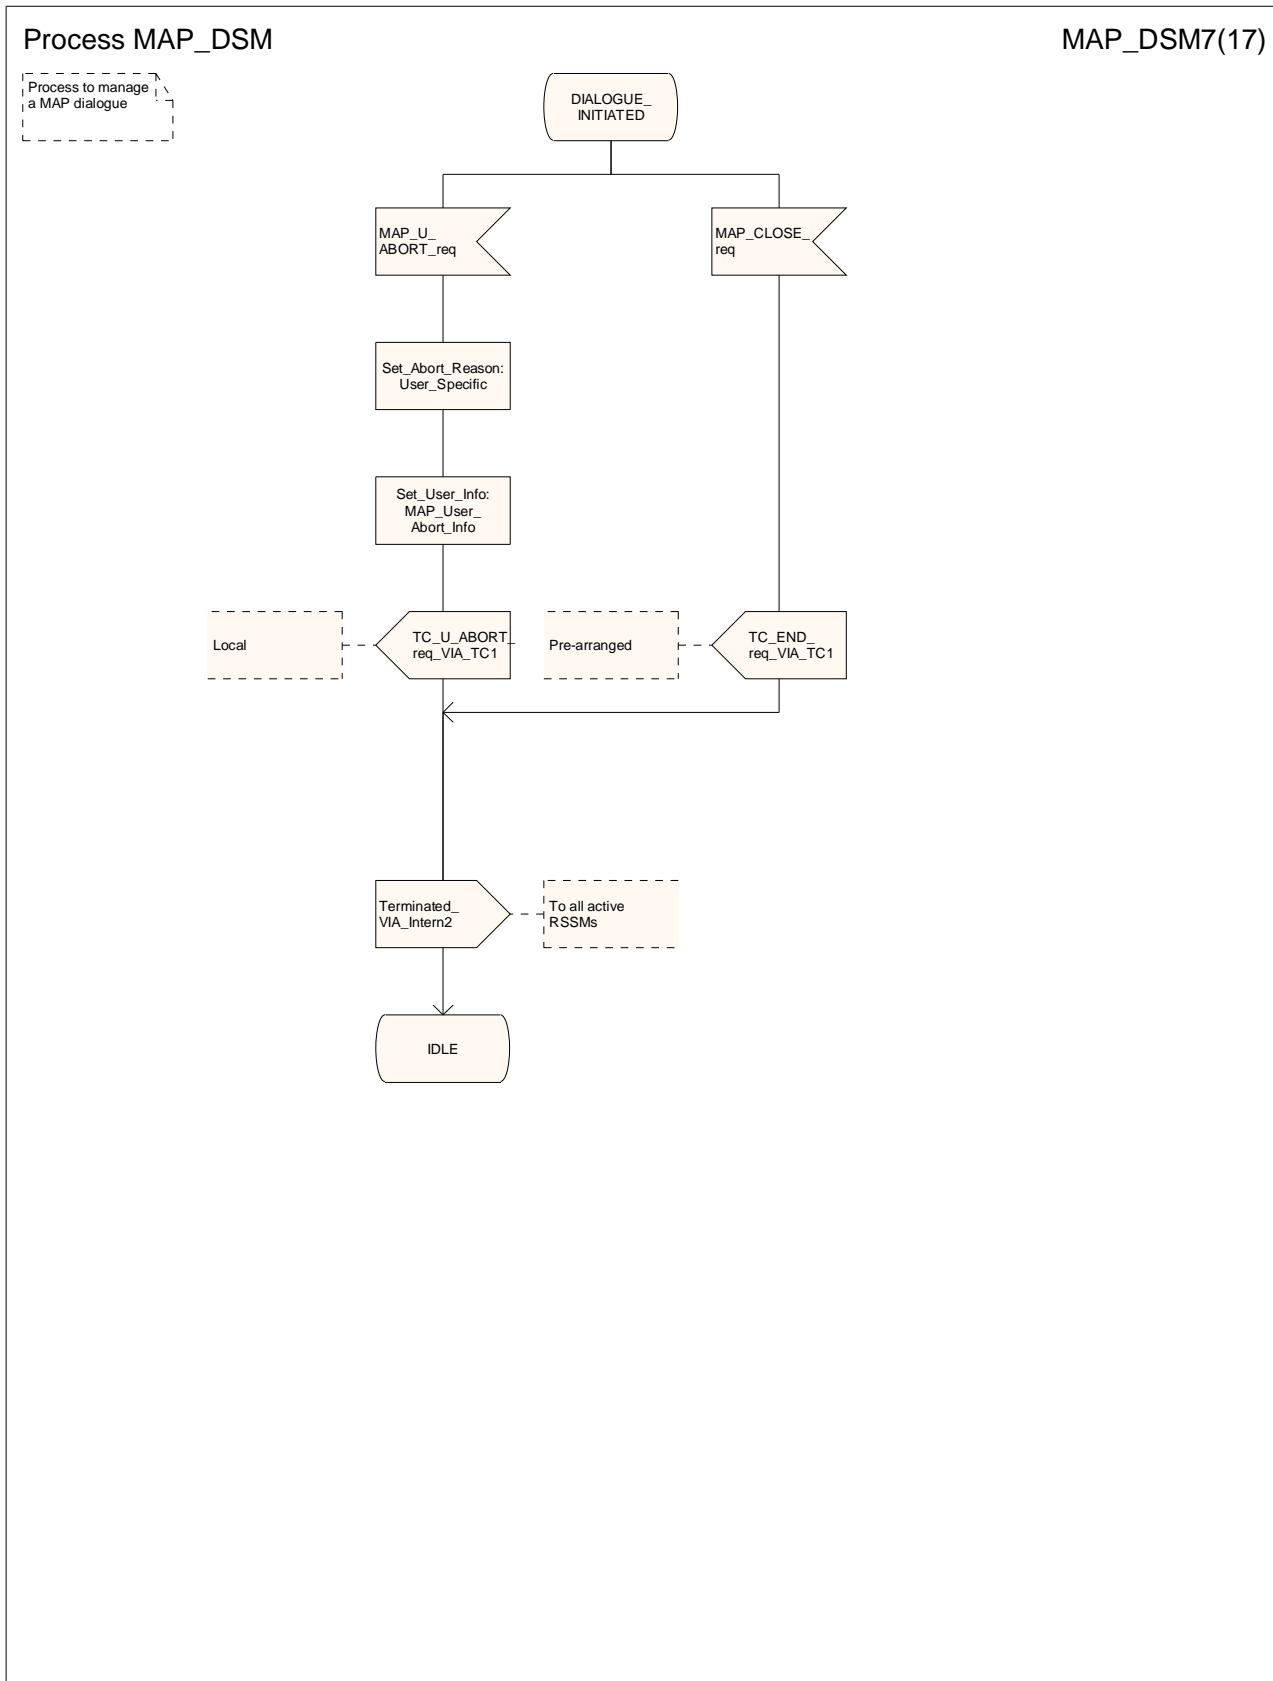 Process MAP_DSM
MAP_DSM7(17)
Process to manage
a MAP dialogue
DIALOGUE_
INITIATED
MAP_U_
ABORT_req
MAP_CLOSE_
req
Set_Abort_Reason:
User_Specific
Set_User_Info:
MAP_User_
Abort_Info
Local
TC_U_ABORT_
req_VIA_TC1
Pre-arranged
TC_END_
req_VIA_TC1
Terminated_
VIA_Intern2
To all active
RSSMs
IDLE